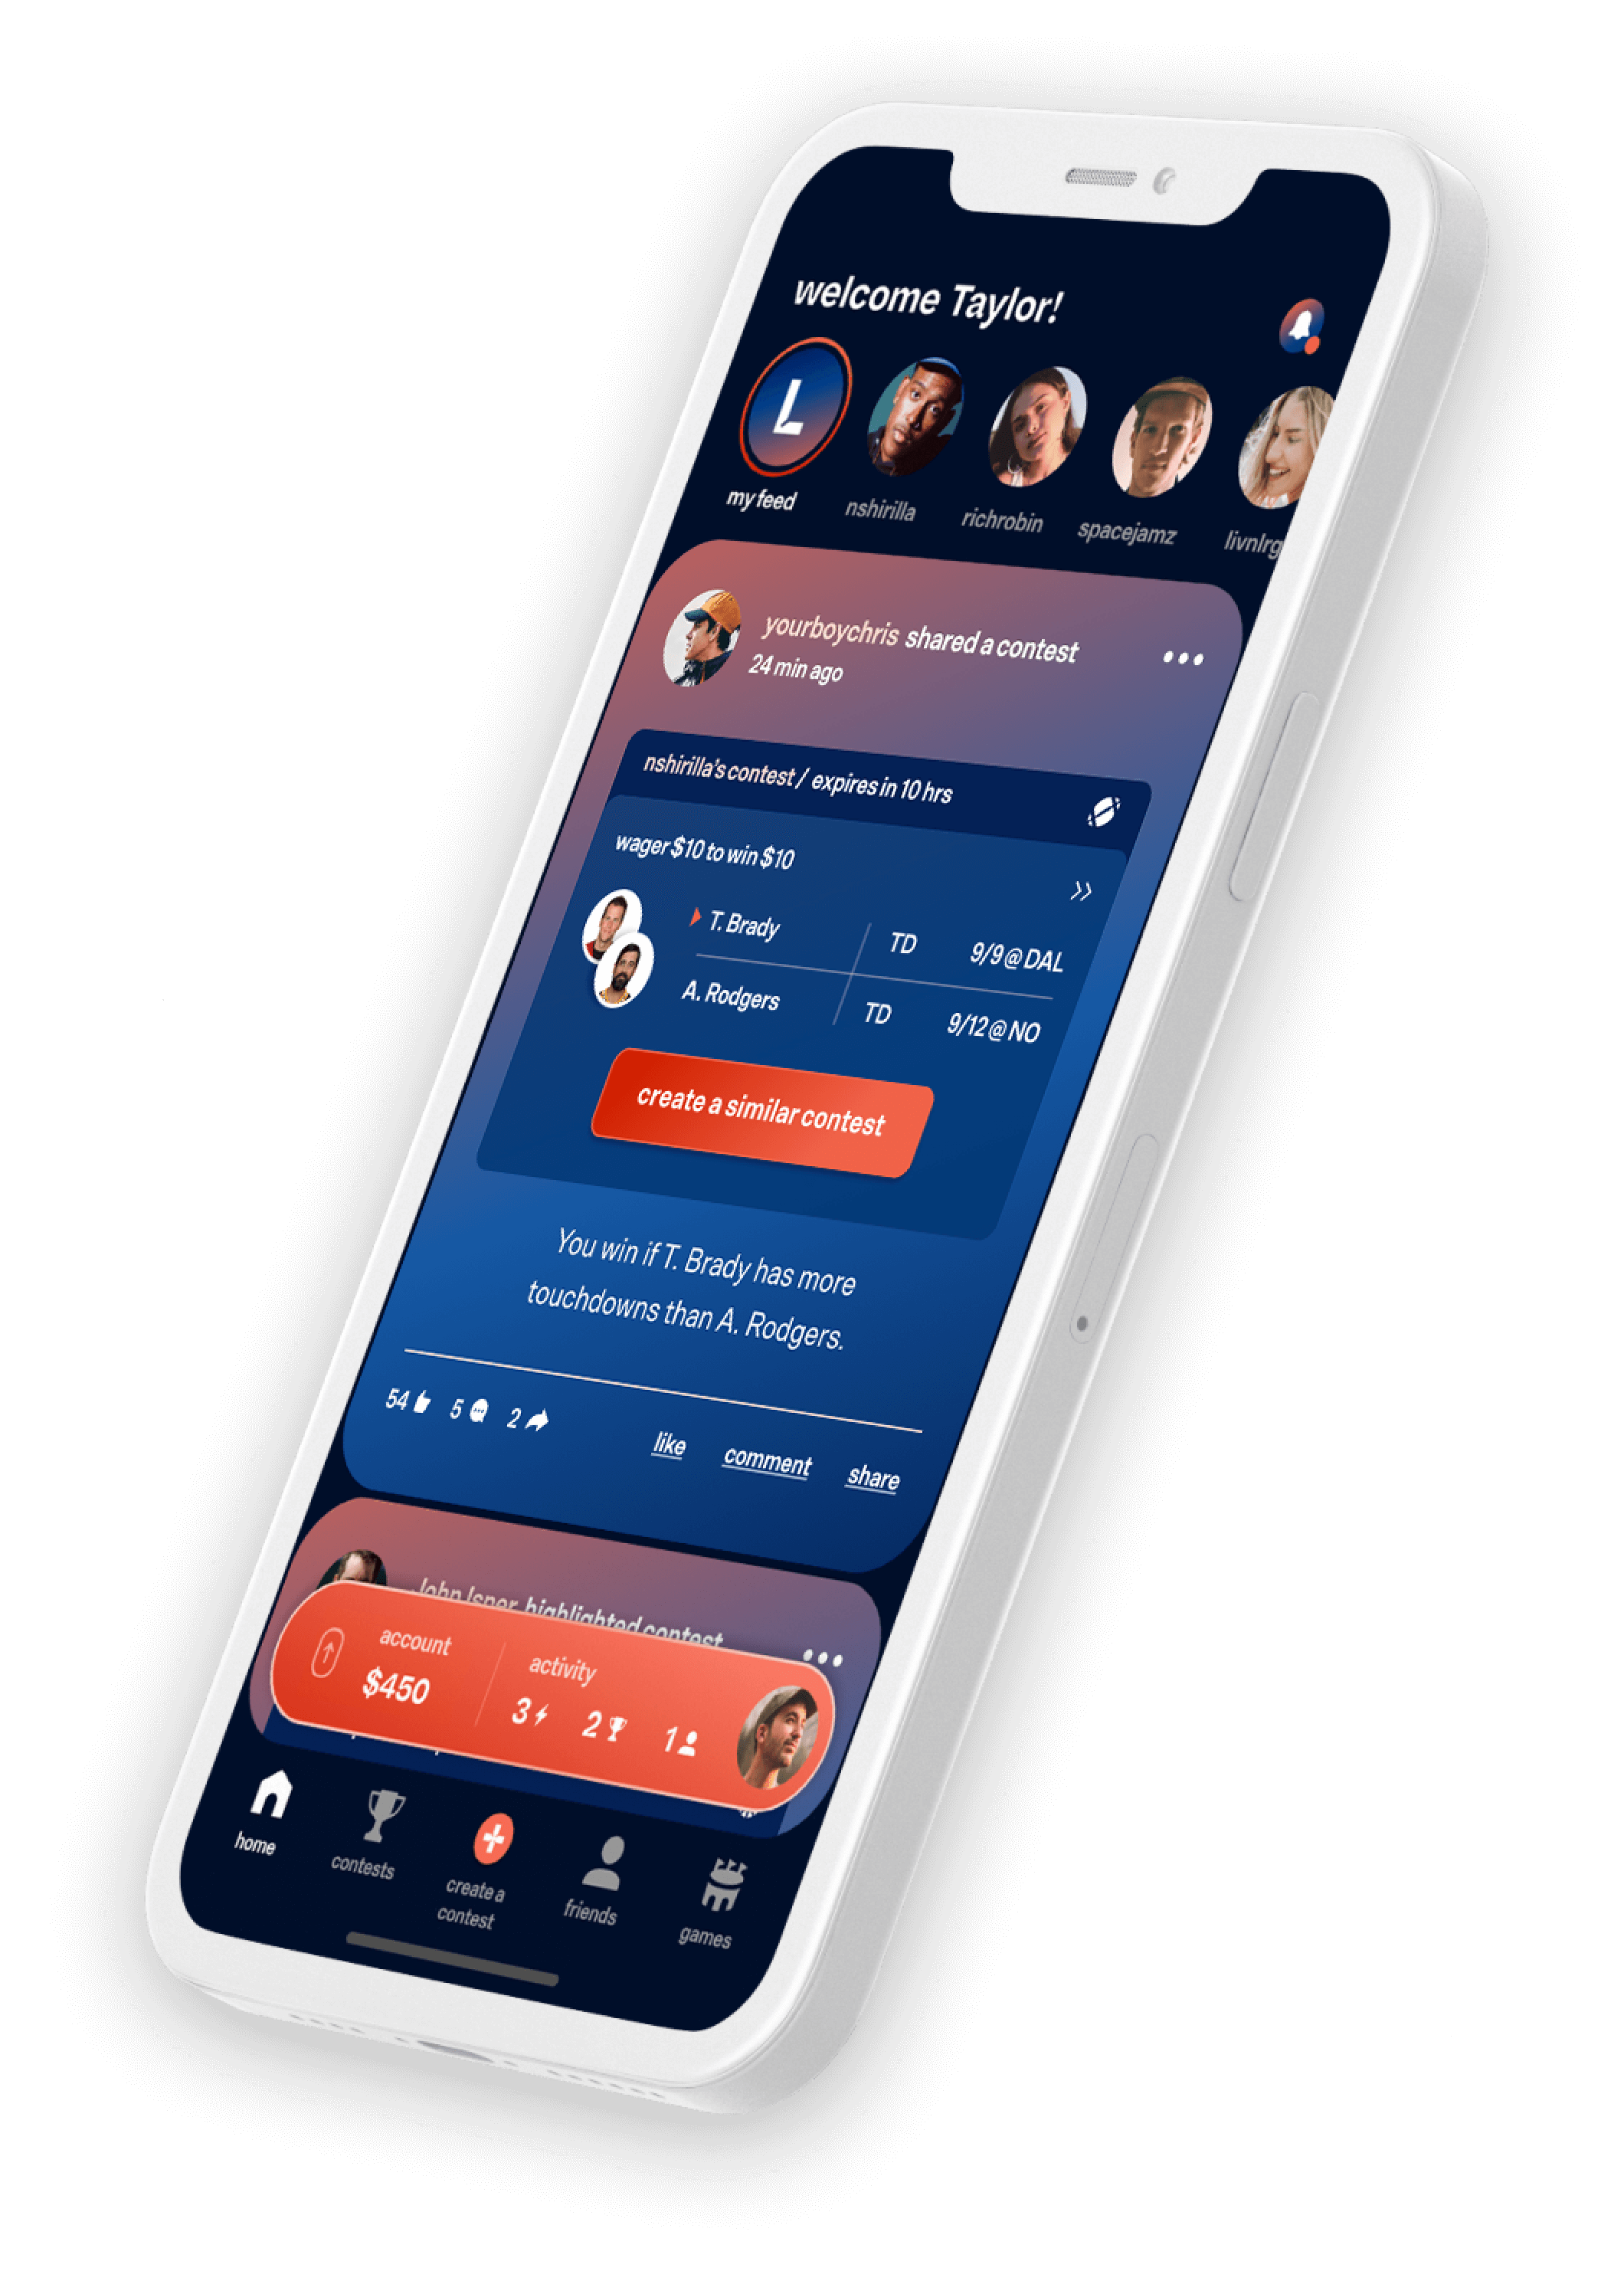 welcome Taylor!
L
my feed
nshirilla
richrobin
spacejamz
livnlrg
yourboychris shared a contest
24 min ago
nshirilla's contest / expires in 10 hrs
wager $10 to win $10
T. Brady TD 9/9@DAL
A. Rodgers TD 9/12@NO
create a similar contest
You win if T. Brady has more
touchdowns than A. Rodgers.
54 5 2
like comment share
John Isner highlighted contest
account activity
$450 3 2 1
home
contests
create a
contest
friends
games